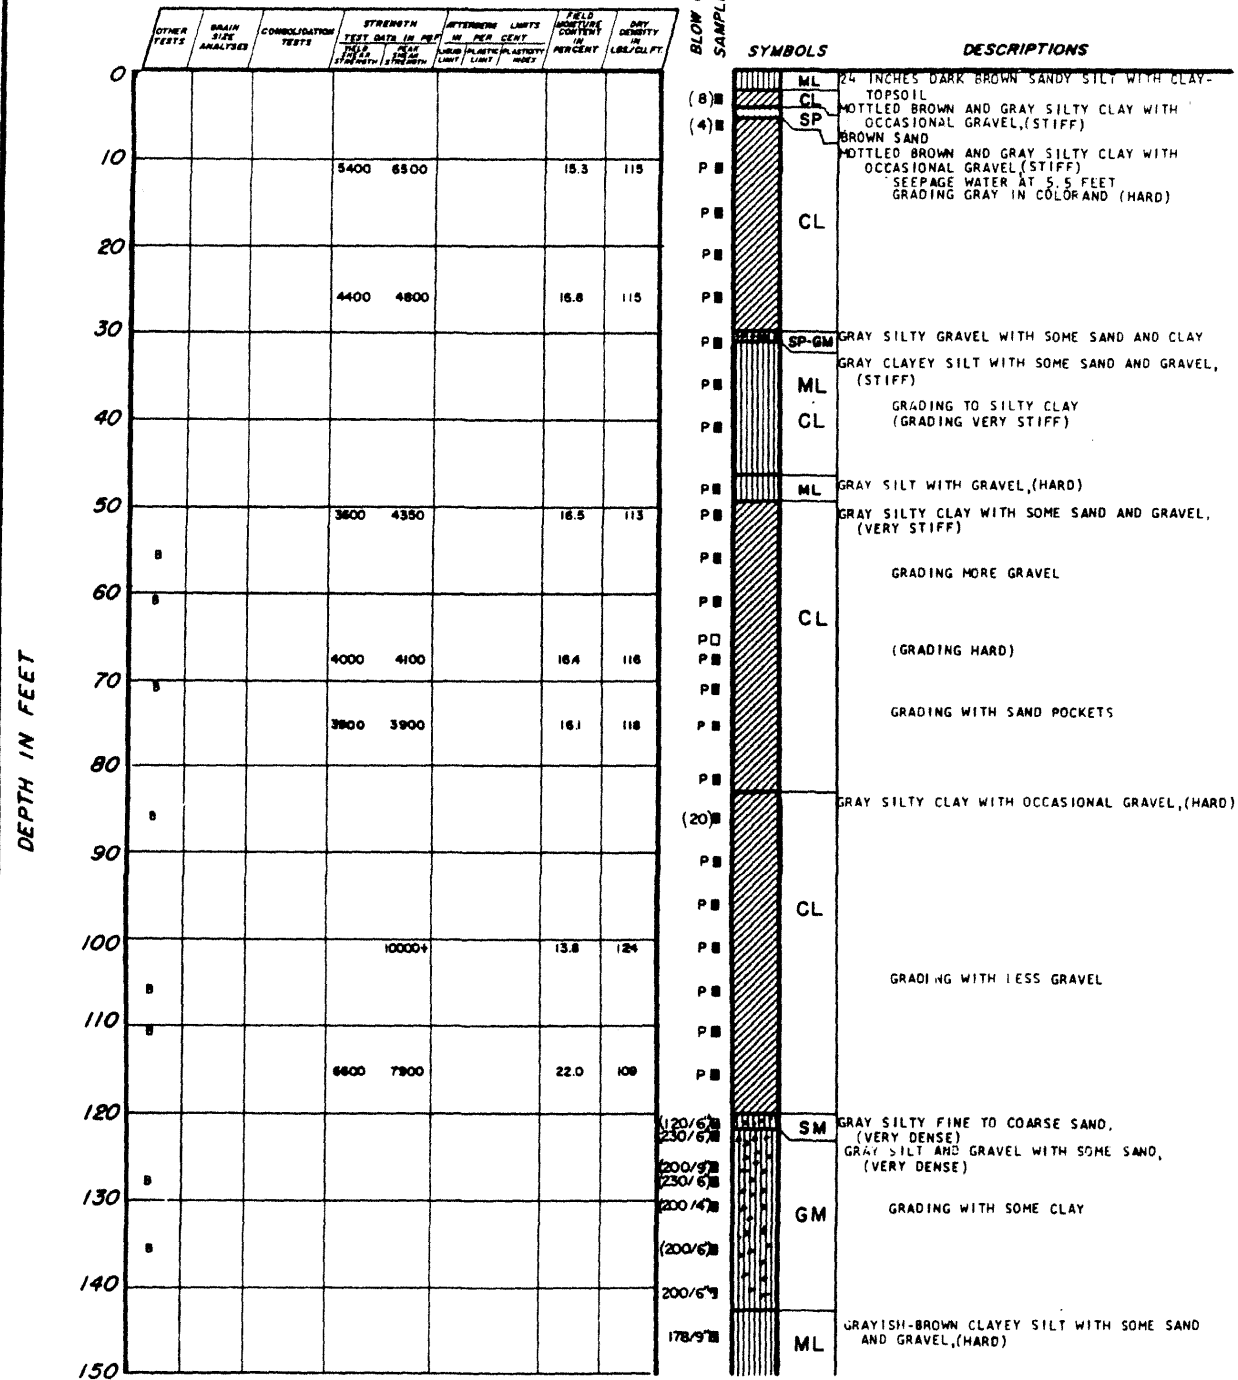 OTHER TESTS
GRAIN SIZE ANALYSES
CONSOLIDATION TESTS
STRENGTH TEST DATA IN PSF
YIELD SHEAR STRENGTH
PEAK SHEAR STRENGTH
ATTERBERG LIMITS IN PER CENT
LIQUID LIMIT
PLASTIC LIMIT
PLASTICITY INDEX
FIELD MOISTURE CONTENT IN PERCENT
DRY DENSITY IN LBS/CU.FT.
BLOW
SAMPL
SYMBOLS
DESCRIPTIONS
DEPTH IN FEET
0
ML
24 INCHES DARK BROWN SANDY SILT WITH CLAY-
TOPSOIL
(8)
CL
MOTTLED BROWN AND GRAY SILTY CLAY WITH
OCCASIONAL GRAVEL,(STIFF)
(4)
SP
BROWN SAND
MOTTLED BROWN AND GRAY SILTY CLAY WITH
OCCASIONAL GRAVEL,(STIFF)
SEEPAGE WATER AT 5.5 FEET
GRADING GRAY IN COLOR AND (HARD)
10
5400 6500 15.3 115 P
P
CL
20
P
4400 4800 16.8 115 P
30
P
SP-GM
GRAY SILTY GRAVEL WITH SOME SAND AND CLAY
GRAY CLAYEY SILT WITH SOME SAND AND GRAVEL,
(STIFF)
P
ML
GRADING TO SILTY CLAY
(GRADING VERY STIFF)
40
P
CL
P
ML
GRAY SILT WITH GRAVEL,(HARD)
50
3600 4350 16.5 113 P
GRAY SILTY CLAY WITH SOME SAND AND GRAVEL,
(VERY STIFF)
B
P
GRADING MORE GRAVEL
60
B
P
CL
P
(GRADING HARD)
4000 4100 16.4 116 P
70
B
P
GRADING WITH SAND POCKETS
3800 3900 16.1 118 P
80
P
GRAY SILTY CLAY WITH OCCASIONAL GRAVEL,(HARD)
B
(20)
90
P
P
CL
100
10000+ 13.8 124 P
GRADING WITH LESS GRAVEL
B
P
110
B
P
6600 7900 22.0 109 P
120
(120/6")
SM
GRAY SILTY FINE TO COARSE SAND,
(VERY DENSE)
(230/6")
GRAY SILT AND GRAVEL WITH SOME SAND,
(VERY DENSE)
(200/9")
B
(230/6")
130
(200/4")
GM
GRADING WITH SOME CLAY
B
(200/6")
140
200/6"
178/9"
ML
GRAYISH-BROWN CLAYEY SILT WITH SOME SAND
AND GRAVEL,(HARD)
150